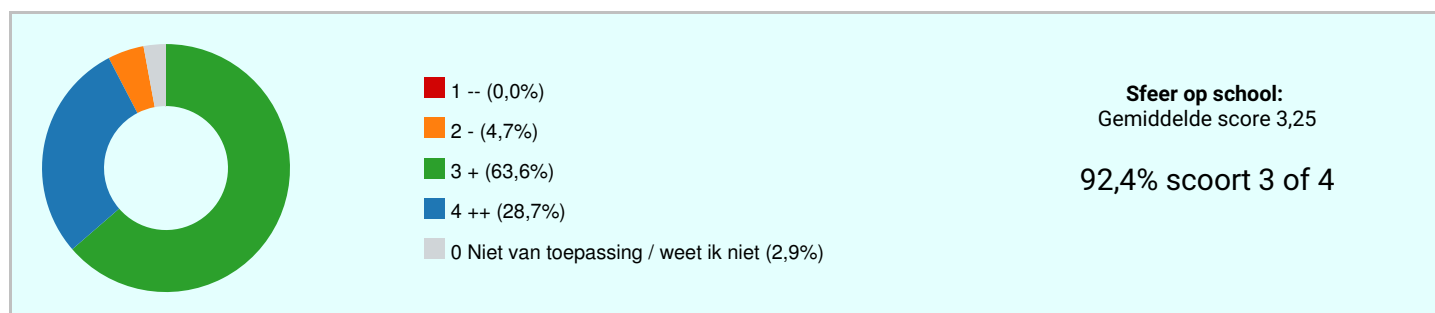 1 -- (0,0%)
2 - (4,7%)
3 + (63,6%)
4 ++ (28,7%)
0 Niet van toepassing / weet ik niet (2,9%)
Sfeer op school:
Gemiddelde score 3,25
92,4% scoort 3 of 4